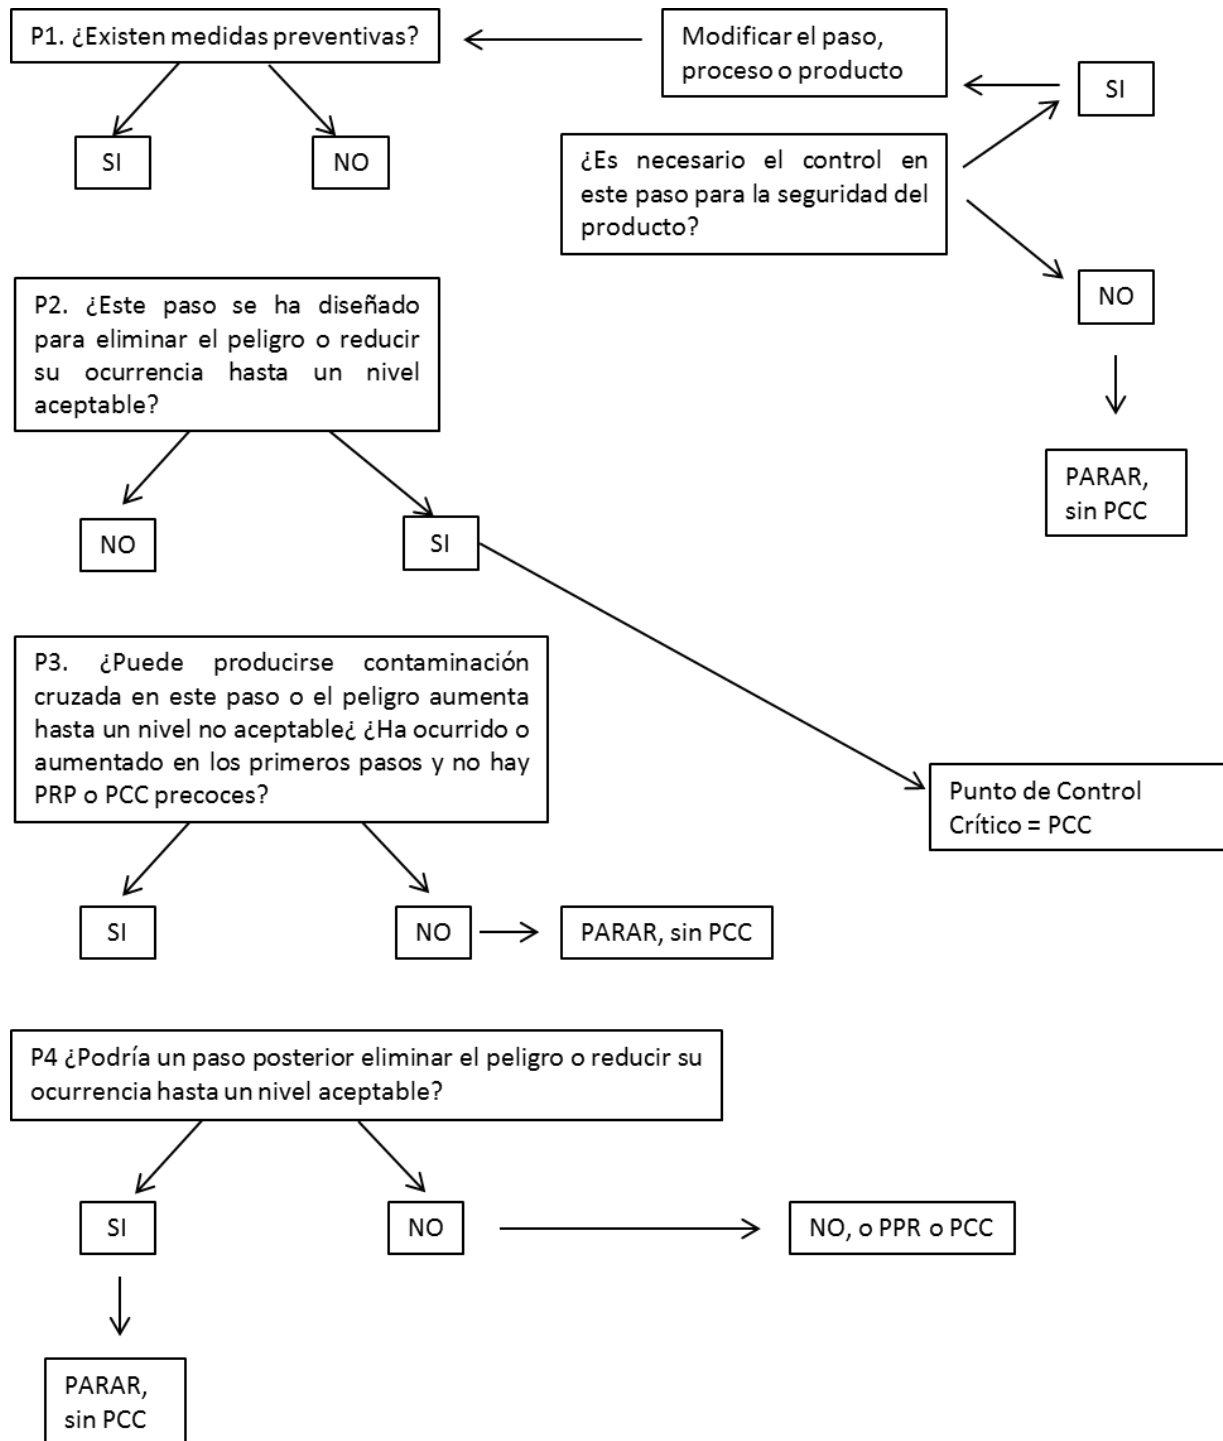 P1. ¿Existen medidas preventivas?
Modificar el paso,
proceso o producto
SI
SI
NO
¿Es necesario el control en
este paso para la seguridad del
producto?
NO
P2. ¿Este paso se ha diseñado
para eliminar el peligro o reducir
su ocurrencia hasta un nivel
aceptable?
PARAR,
sin PCC
NO
SI
P3. ¿Puede producirse contaminación
cruzada en este paso o el peligro aumenta
hasta un nivel no aceptable¿ ¿Ha ocurrido o
aumentado en los primeros pasos y no hay
PRP o PCC precoces?
Punto de Control
Crítico = PCC
SI
NO
PARAR, sin PCC
P4 ¿Podría un paso posterior eliminar el peligro o reducir su
ocurrencia hasta un nivel aceptable?
SI
NO
NO, o PPR o PCC
PARAR,
sin PCC